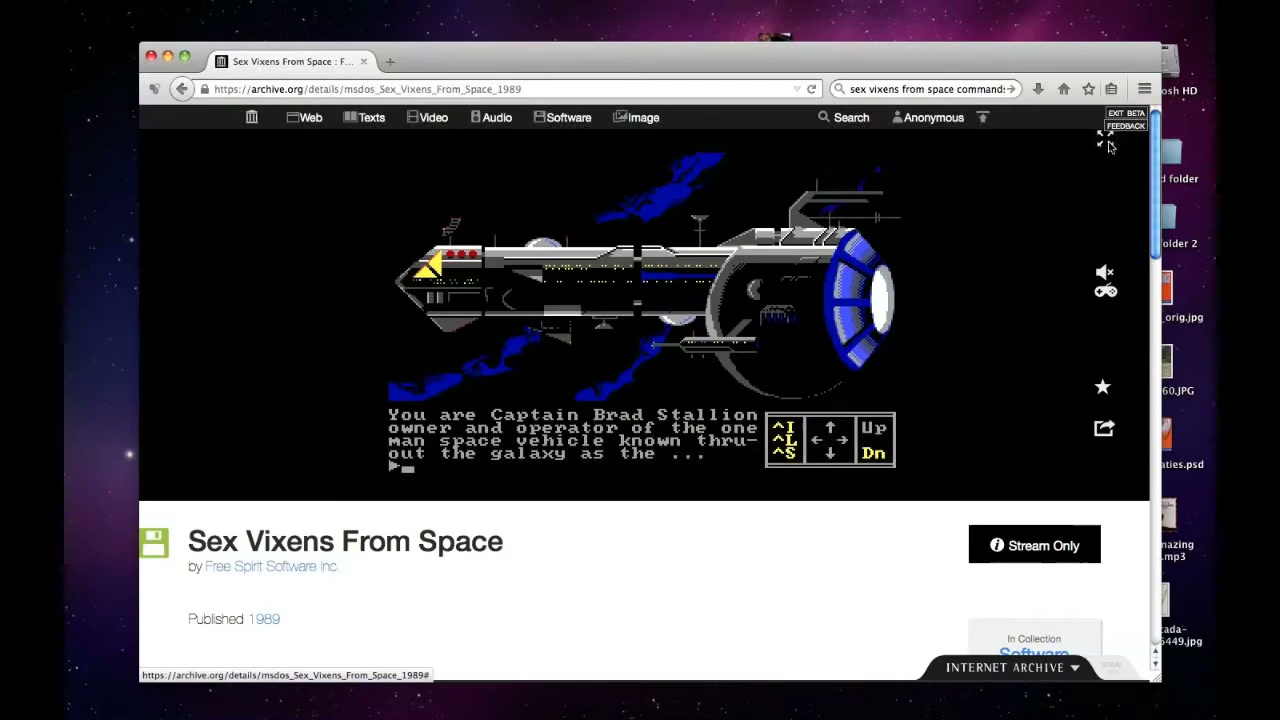 Sex Vixens From Space : F...
https://archive.org/details/msdos_Sex_Vixens_From_Space_1989
sex vixens from space command:
osh HD
Web
Texts
Video
Audio
Software
Image
Search
Anonymous
EXIT BETA
FEEDBACK
d folder
older 2
_orig.jpg
60.JPG
You are Captain Brad Stallion
owner and operator of the one
man space vehicle known thru-
out the galaxy as the ...
^I
^L
^S
Up
Dn
aties.psd
Sex Vixens From Space
by Free Spirit Software inc.
Stream Only
nazing
.mp3
Published 1989
In Collection
Software
cada-
6449.jpg
INTERNET ARCHIVE
https://archive.org/details/msdos_Sex_Vixens_From_Space_1989#